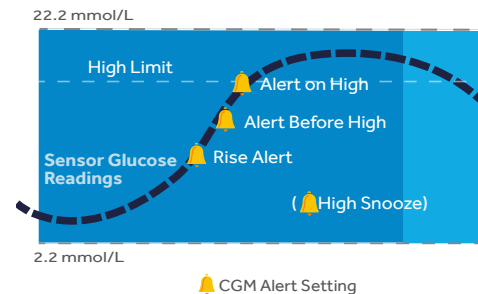 22.2 mmol/L
High Limit
Alert on High
Alert Before High
Sensor Glucose
Readings
Rise Alert
( High Snooze)
2.2 mmol/L
CGM Alert Setting